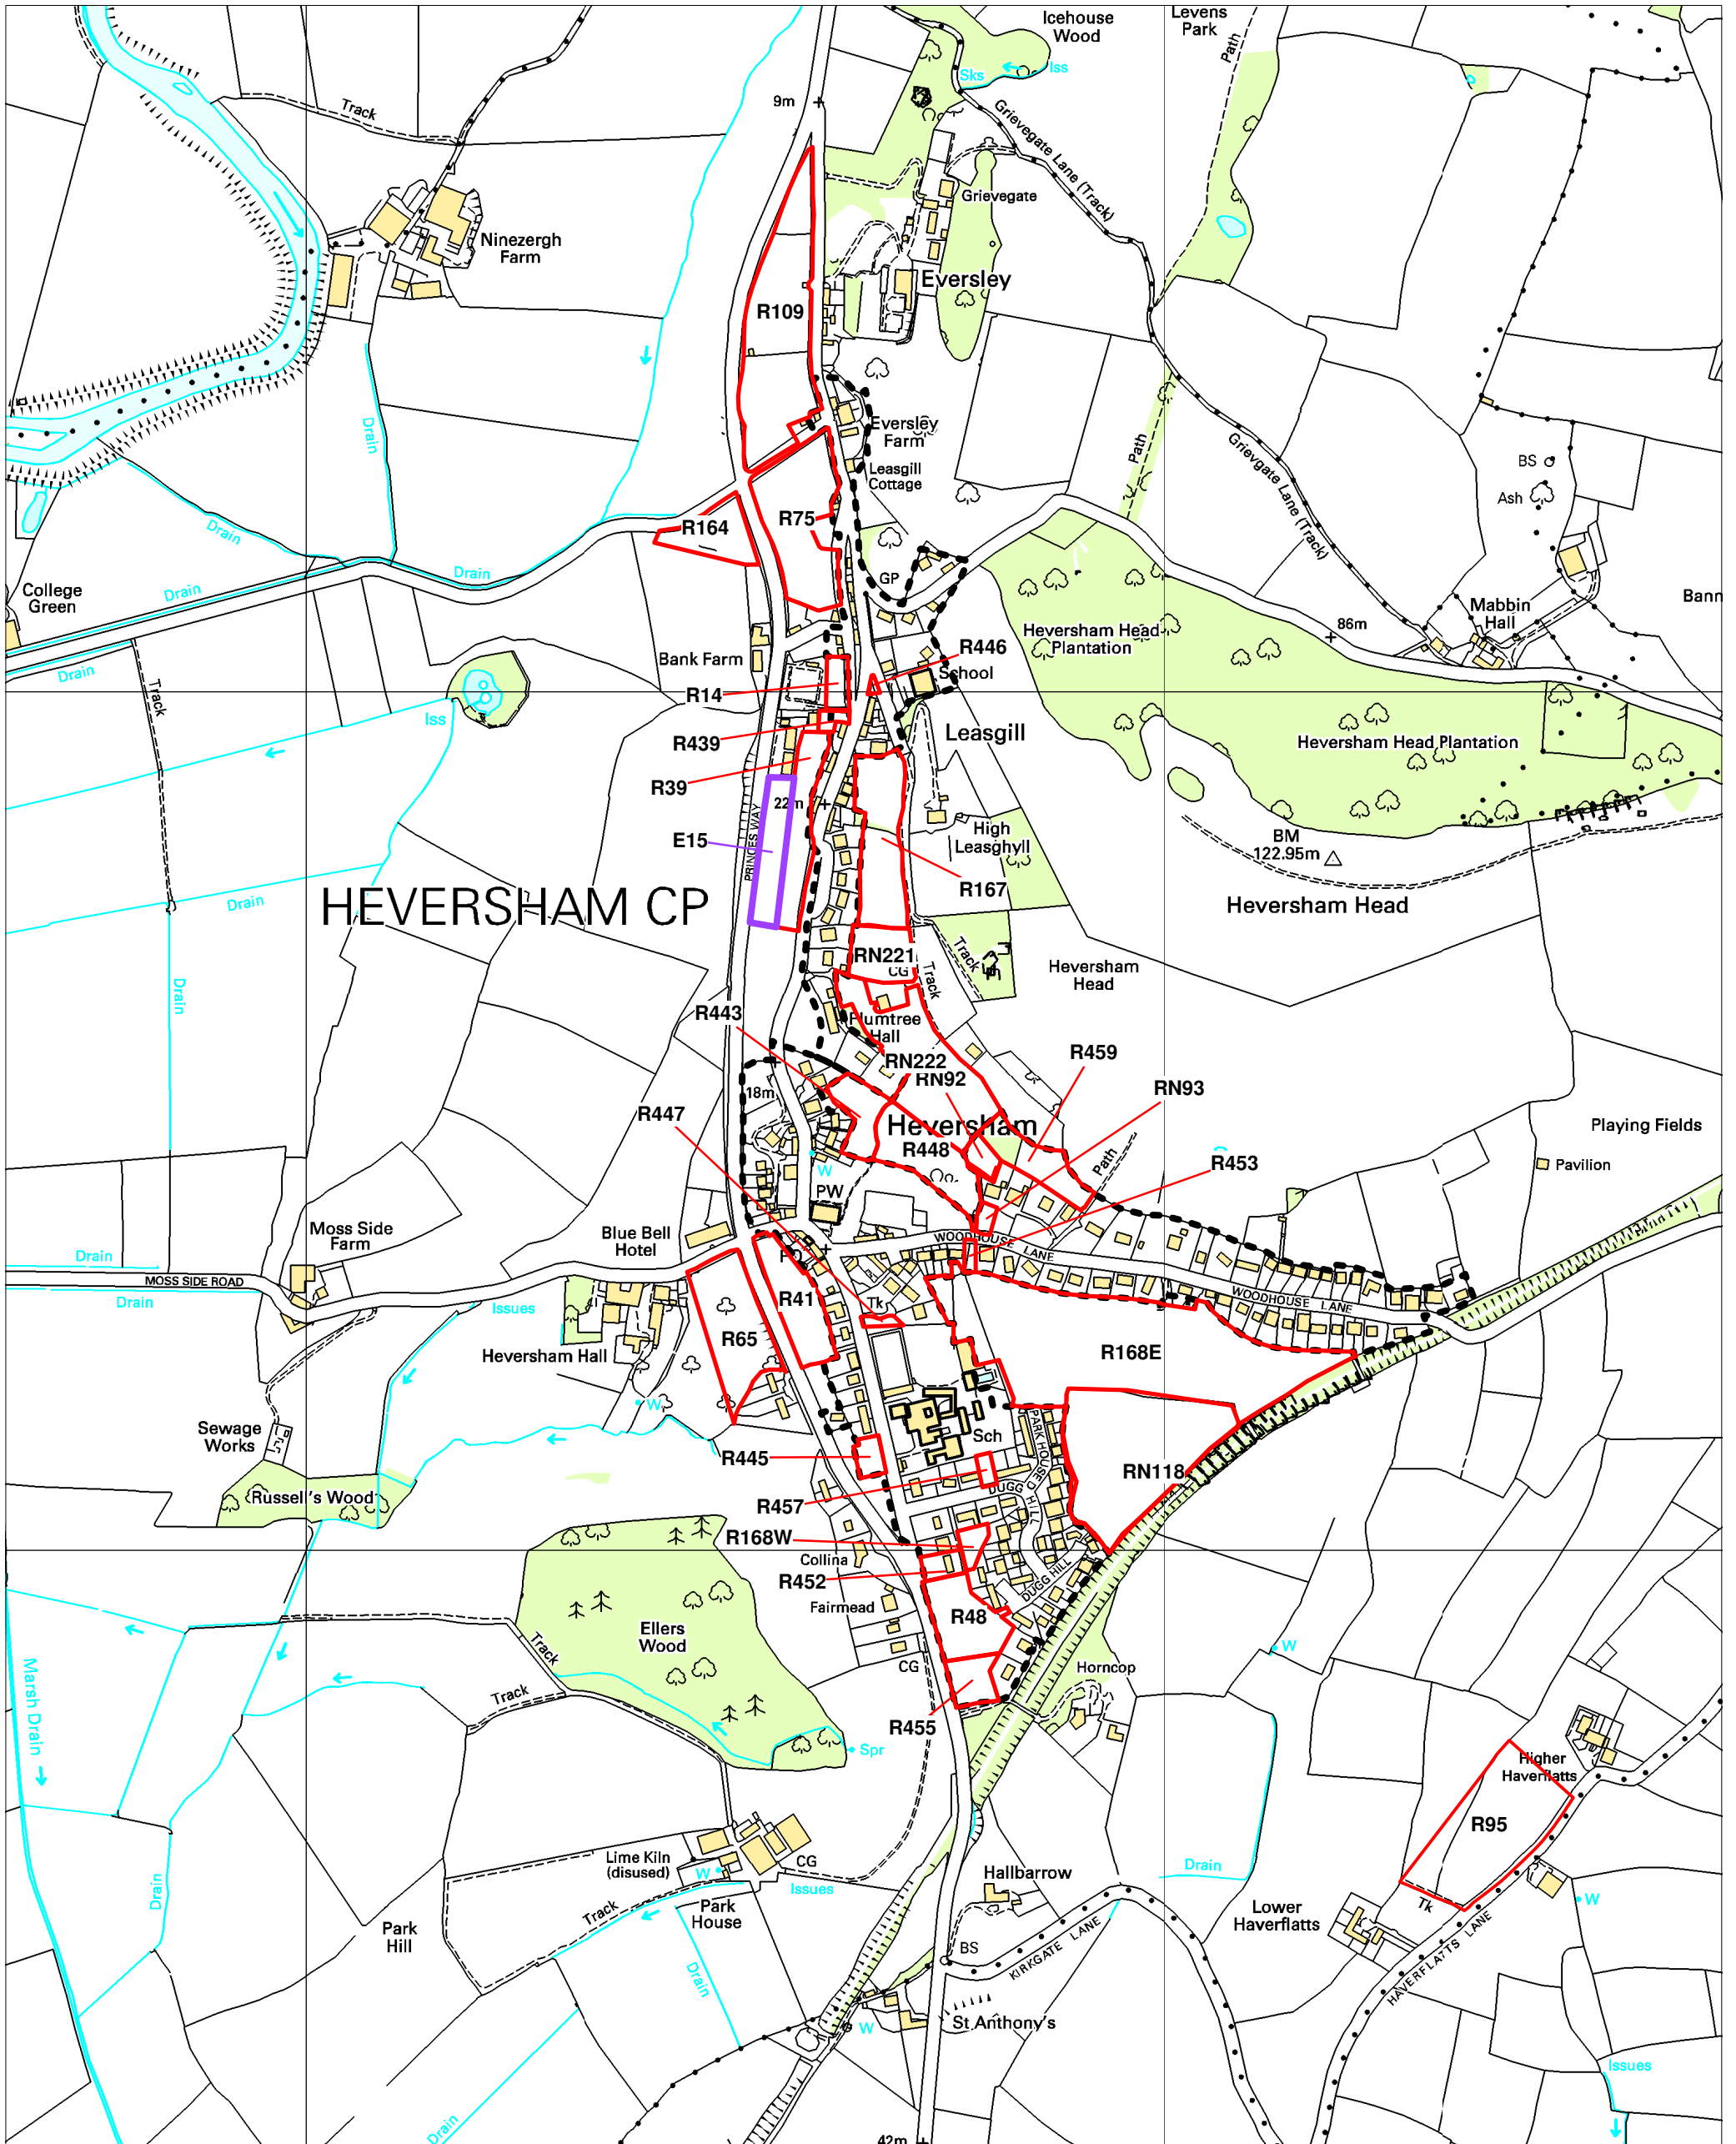 Icehouse
Wood
Levens
Park
Path
Sks
Iss
9m
Track
Grievegate Lane (Track)
Grievegate
Ninezergh
Farm
Eversley
R109
Eversley
Farm
Drain
Path
Grievgate Lane (Track)
Leasgill
Cottage
BS
Ash
R164
R75
Drain
Drain
Drain
GP
College
Green
Mabbin
Hall
Bann
86m
Heversham Head
Plantation
R446
School
Bank Farm
Drain
Track
R14
Iss
R439
Leasgill
Heversham Head Plantation
R39
22m
PRINCES WAY
E15
High
Leasghyll
BM
122.95m
R167
HEVERSHAM CP
Drain
Heversham Head
RN221
CG
Track
Track
Heversham
Head
Drain
R443
Plumtree
Hall
RN222
R459
RN92
RN93
18m
R447
Heversham
Playing Fields
R448
Path
R453
Pavilion
W
PW
Moss Side
Farm
Blue Bell
Hotel
WOODHOUSE LANE
PO
Drain
MOSS SIDE ROAD
Drain
Issues
R41
Tk
WOODHOUSE LANE
R65
Heversham Hall
R168E
W
Sewage
Works
PARK HOUSE D
Sch
R445
RN118
Russell's Wood
R457
DUGG HILL
R168W
Collina
R452
DUGG HILL
Fairmead
R48
Ellers
Wood
Track
W
CG
Horncop
Marsh Drain
Track
R455
Spr
Higher
Haverflatts
R95
Lime Kiln
(disused)
CG
W
Issues
Hallbarrow
Drain
Drain
Lower
Haverflatts
Tk
W
Park
House
Track
Park
Hill
BS
KIRKGATE LANE
HAVERFLATTS LANE
Drain
St Anthony's
W
Issues
Drain
42m